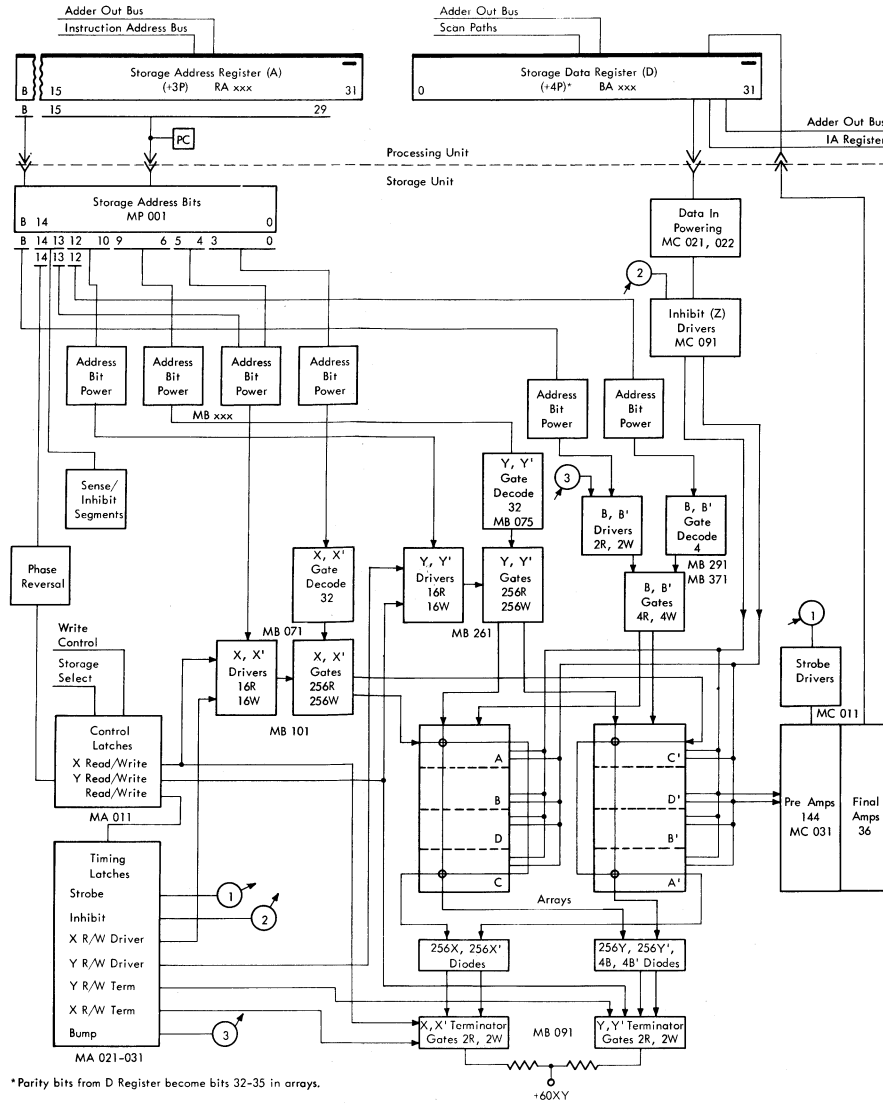 Adder Out Bus
Instruction Address Bus
Storage Address Register (A)
(+3P) RA xxx
B 15 31
B 15 29
PC
Adder Out Bus
Scan Paths
Storage Data Register (D)
(+4P)* BA xxx
0 31
Adder Out Bus
IA Register
Processing Unit
Storage Unit
Storage Address Bits
MP 001
B 14 0
B 14 13 12 10 9 6 5 4 3 0
14 13 12
Data In
Powering
MC 021, 022
2
Inhibit (Z)
Drivers
MC 091
Address
Bit
Power
Address
Bit
Power
Address
Bit
Power
Address
Bit
Power
MB xxx
Address
Bit
Power
Address
Bit
Power
Sense/
Inhibit
Segments
Y, Y'
Gate
Decode
32
MB 075
3
B, B'
Drivers
2R, 2W
B, B'
Gate
Decode
4
MB 291
MB 371
Phase
Reversal
X, X'
Gate
Decode
32
MB 071
Y, Y'
Drivers
16R
16W
Y, Y'
Gates
256R
256W
MB 261
B, B'
Gates
4R, 4W
1
Strobe
Drivers
MC 011
Write
Control
Storage
Select
X, X'
Drivers
16R
16W
X, X'
Gates
256R
256W
MB 101
Control
Latches
X Read/Write
Y Read/Write
Read/Write
MA 011
A
B
D
C
C'
D'
B'
A'
Arrays
Pre Amps
144
MC 031
Final
Amps
36
Timing
Latches
Strobe
Inhibit
X R/W Driver
Y R/W Driver
Y R/W Term
X R/W Term
Bump
MA 021-031
1
2
3
256X, 256X'
Diodes
256Y, 256Y',
4B, 4B' Diodes
X, X' Terminator
Gates 2R, 2W
MB 091
Y, Y' Terminator
Gates 2R, 2W
+60XY
*Parity bits from D Register become bits 32-35 in arrays.